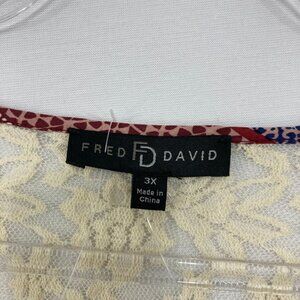 FRED FD DAVID
3X
Made in
China